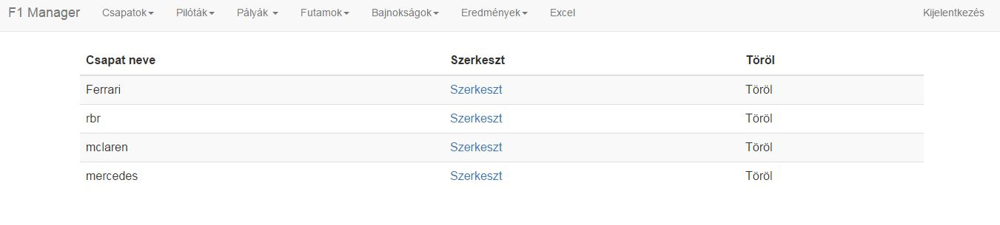 F1 Manager Csapatok Pilóták Pályák Futamok Bajnokságok Eredmények Excel Kijelentkezés
Csapat neve Szerkeszt Töröl
Ferrari Szerkeszt Töröl
rbr Szerkeszt Töröl
mclaren Szerkeszt Töröl
mercedes Szerkeszt Töröl